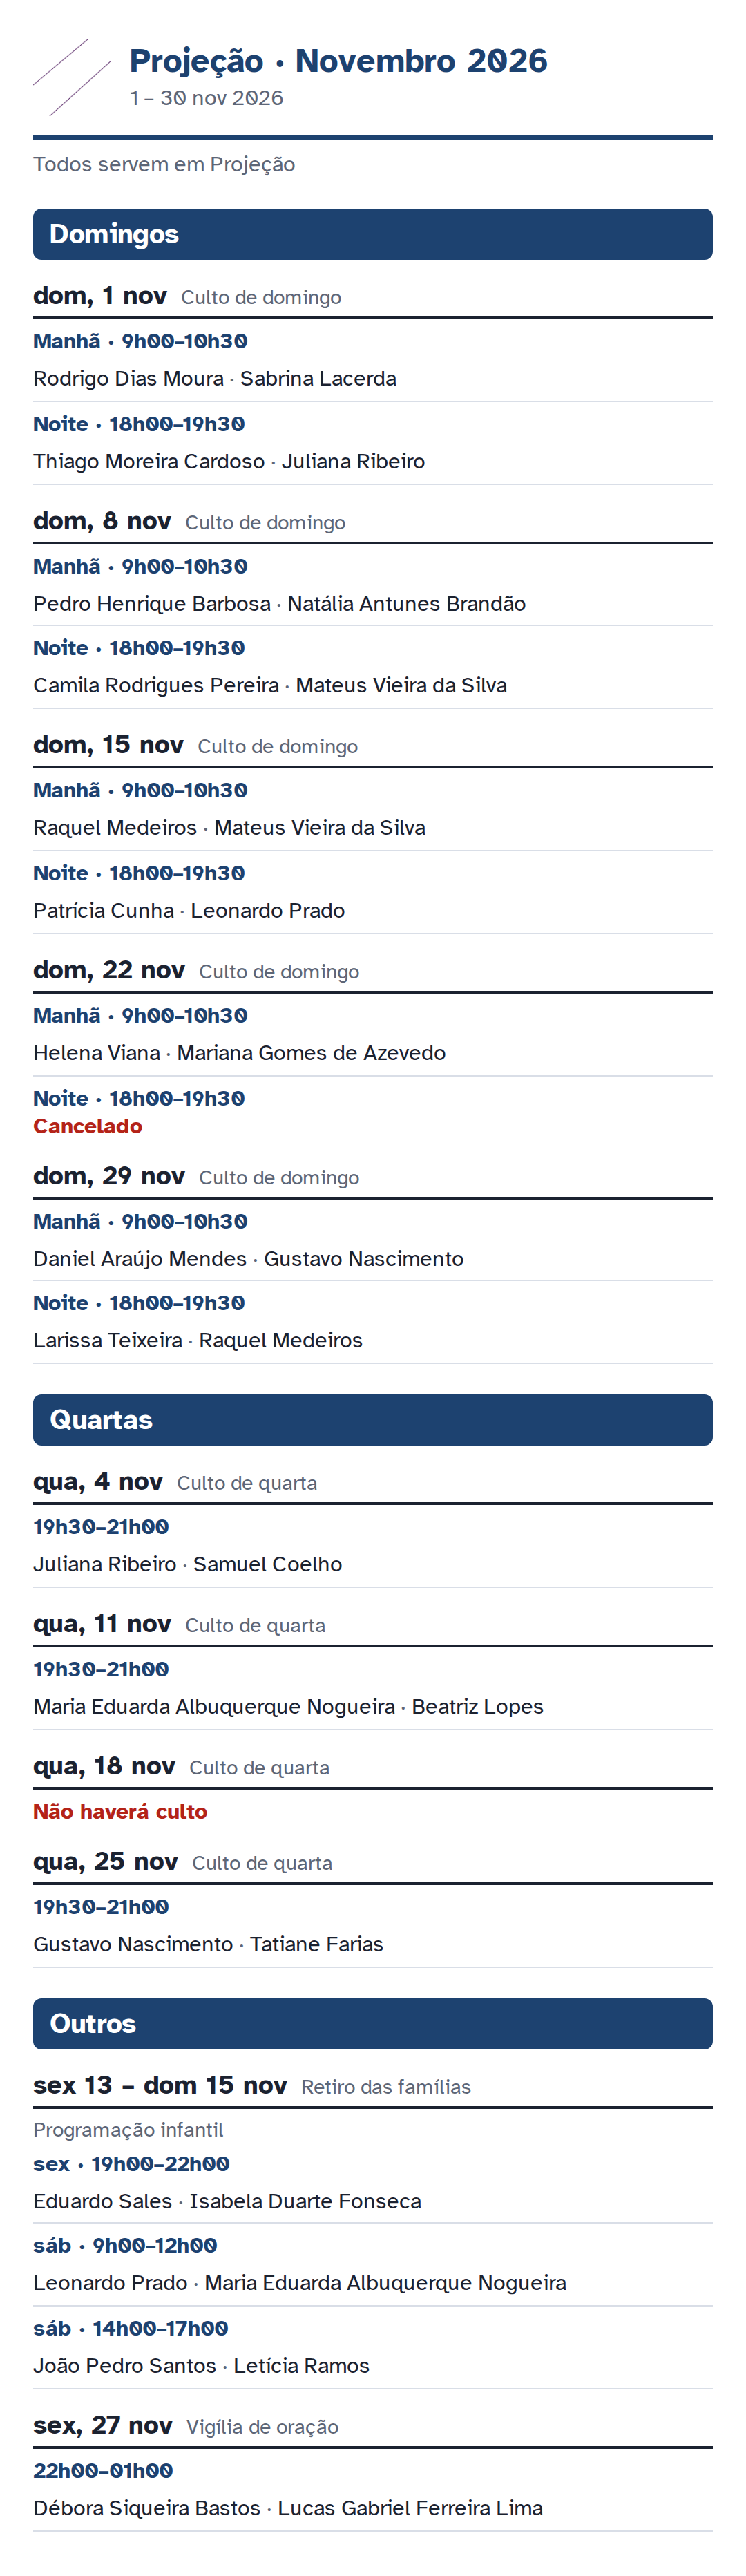 Projeção · Novembro 2026
1 – 30 nov 2026
Todos servem em Projeção
Domingos
dom, 1 nov Culto de domingo
Manhã · 9h00–10h30
Rodrigo Dias Moura · Sabrina Lacerda
Noite · 18h00–19h30
Thiago Moreira Cardoso · Juliana Ribeiro
dom, 8 nov Culto de domingo
Manhã · 9h00–10h30
Pedro Henrique Barbosa · Natália Antunes Brandão
Noite · 18h00–19h30
Camila Rodrigues Pereira · Mateus Vieira da Silva
dom, 15 nov Culto de domingo
Manhã · 9h00–10h30
Raquel Medeiros · Mateus Vieira da Silva
Noite · 18h00–19h30
Patrícia Cunha · Leonardo Prado
dom, 22 nov Culto de domingo
Manhã · 9h00–10h30
Helena Viana · Mariana Gomes de Azevedo
Noite · 18h00–19h30
Cancelado
dom, 29 nov Culto de domingo
Manhã · 9h00–10h30
Daniel Araújo Mendes · Gustavo Nascimento
Noite · 18h00–19h30
Larissa Teixeira · Raquel Medeiros
Quartas
qua, 4 nov Culto de quarta
19h30–21h00
Juliana Ribeiro · Samuel Coelho
qua, 11 nov Culto de quarta
19h30–21h00
Maria Eduarda Albuquerque Nogueira · Beatriz Lopes
qua, 18 nov Culto de quarta
Não haverá culto
qua, 25 nov Culto de quarta
19h30–21h00
Gustavo Nascimento · Tatiane Farias
Outros
sex 13 – dom 15 nov Retiro das famílias
Programação infantil
sex · 19h00–22h00
Eduardo Sales · Isabela Duarte Fonseca
sáb · 9h00–12h00
Leonardo Prado · Maria Eduarda Albuquerque Nogueira
sáb · 14h00–17h00
João Pedro Santos · Letícia Ramos
sex, 27 nov Vigília de oração
22h00–01h00
Débora Siqueira Bastos · Lucas Gabriel Ferreira Lima